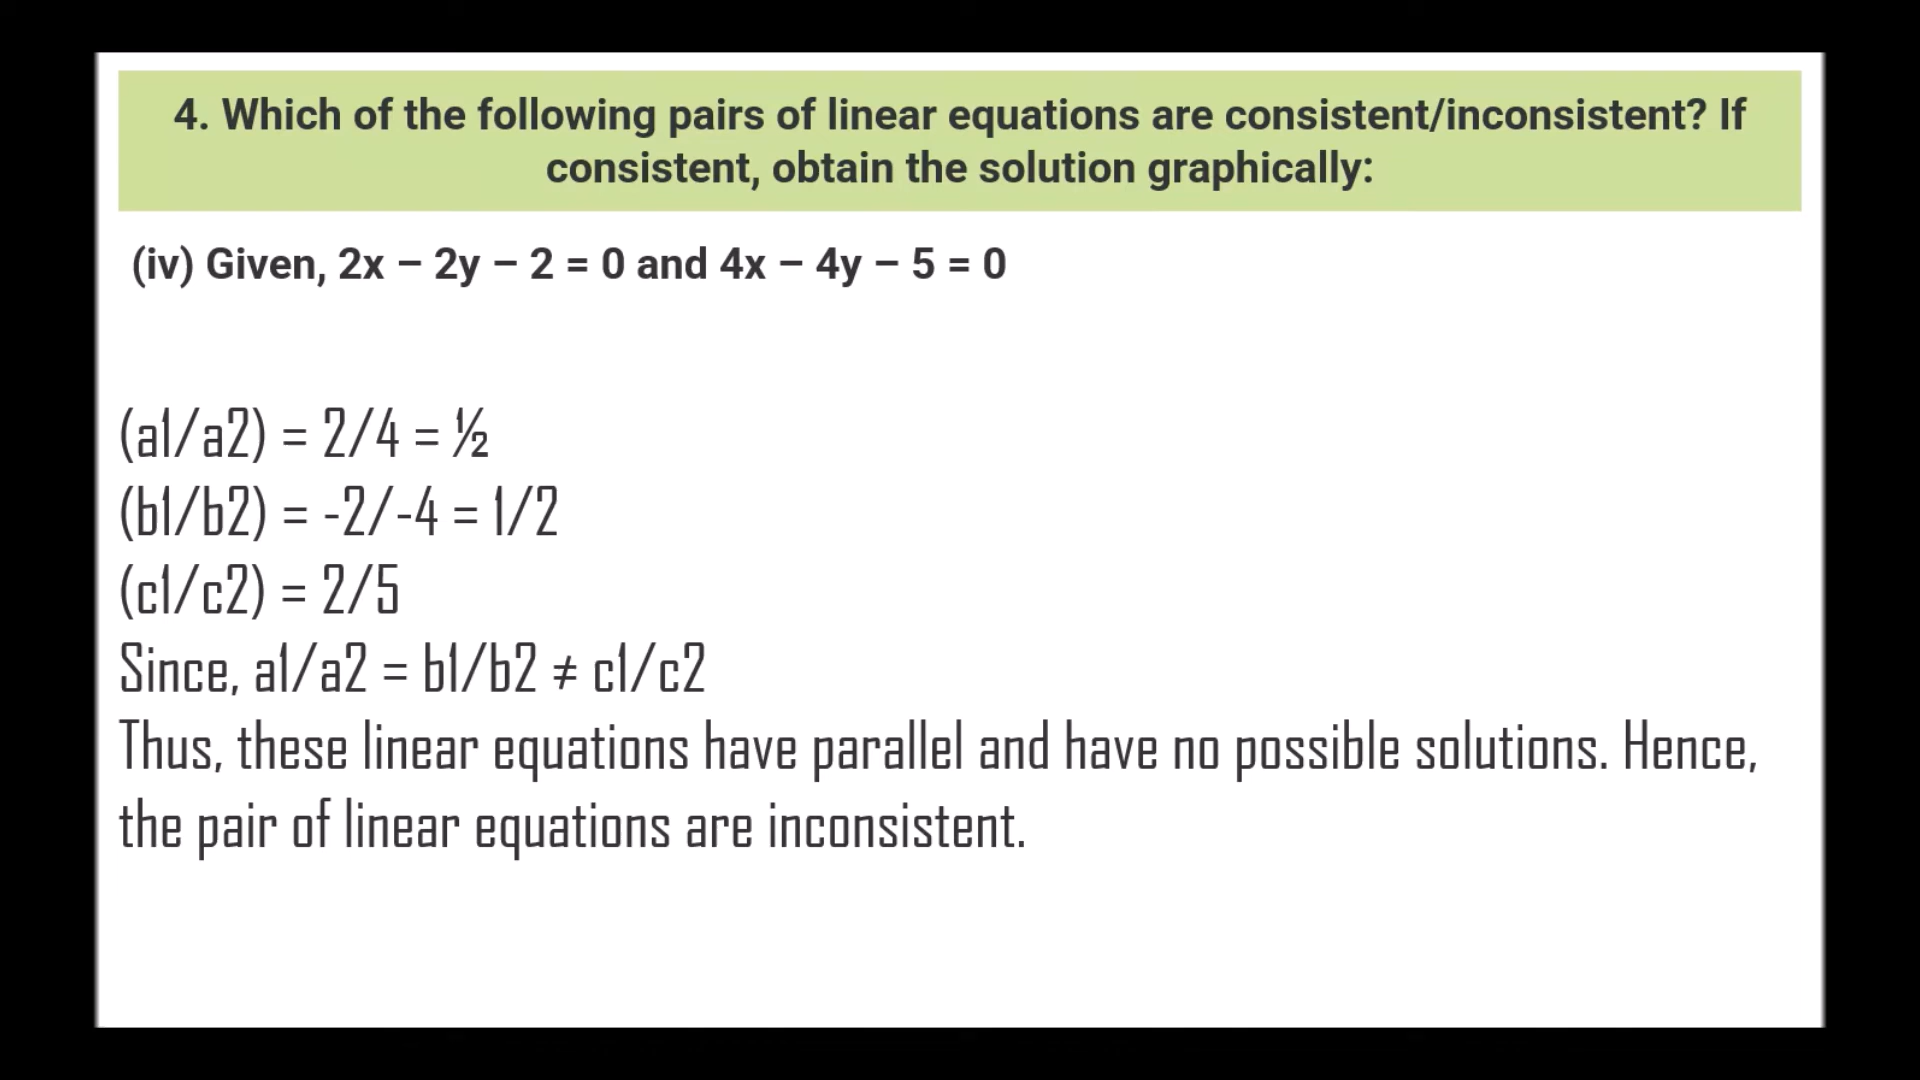 4. Which of the following pairs of linear equations are consistent/inconsistent? If
consistent, obtain the solution graphically:
(iv) Given, 2x – 2y – 2 = 0 and 4x – 4y – 5 = 0
(a1/a2) = 2/4 = ½
(b1/b2) = -2/-4 = 1/2
(c1/c2) = 2/5
Since, a1/a2 = b1/b2 ≠ c1/c2
Thus, these linear equations have parallel and have no possible solutions. Hence,
the pair of linear equations are inconsistent.